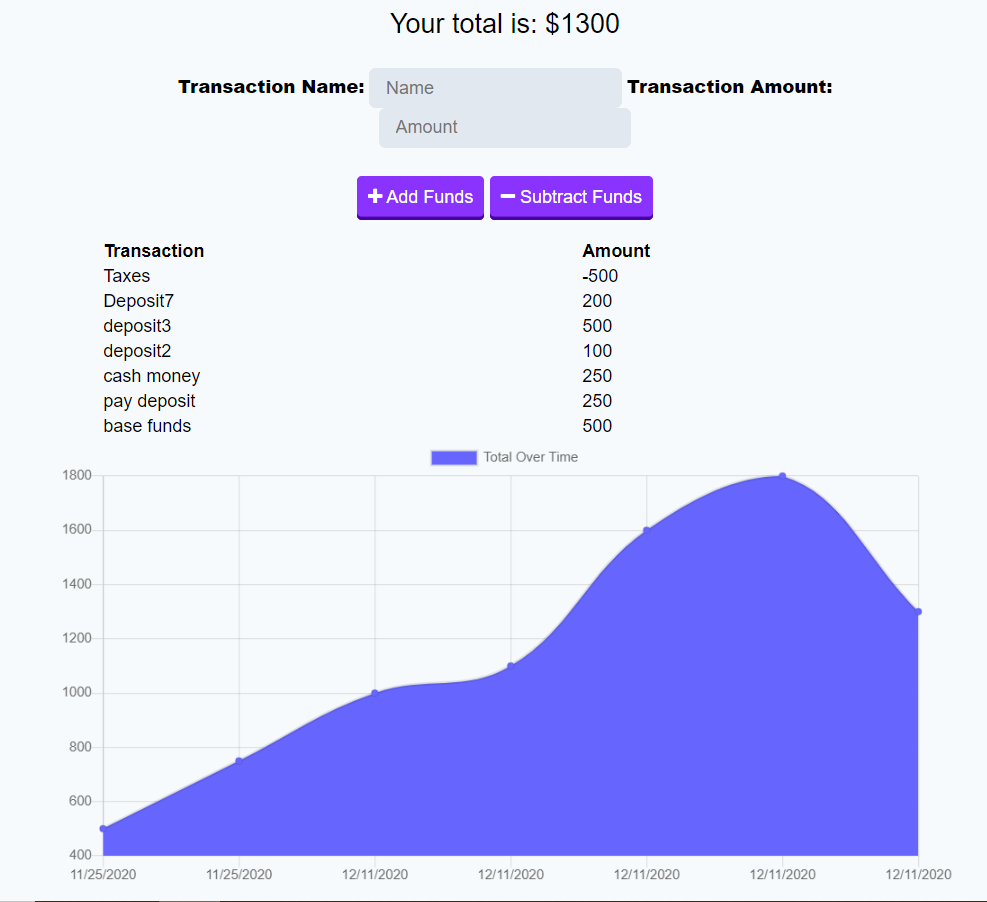 Your total is: $1300
Transaction Name: Name Transaction Amount:
Amount
Add Funds Subtract Funds
Transaction Amount
Taxes -500
Deposit7 200
deposit3 500
deposit2 100
cash money 250
pay deposit 250
base funds 500
Total Over Time
1800
1600
1400
1200
1000
800
600
400
11/25/2020 11/25/2020 12/11/2020 12/11/2020 12/11/2020 12/11/2020 12/11/2020